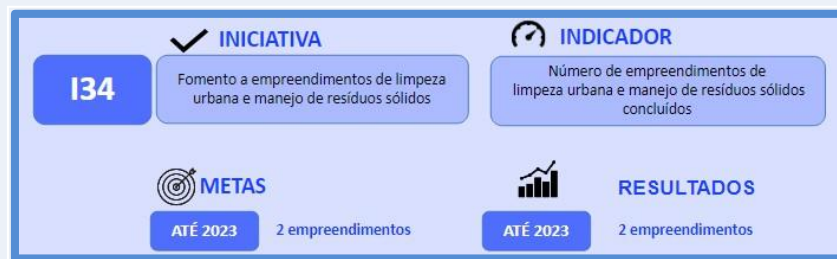 INICIATIVA
I34
Fomento a empreendimentos de limpeza
urbana e manejo de resíduos sólidos
INDICADOR
Número de empreendimentos de
limpeza urbana e manejo de resíduos sólidos
concluídos
METAS
ATÉ 2023
2 empreendimentos
RESULTADOS
ATÉ 2023
2 empreendimentos